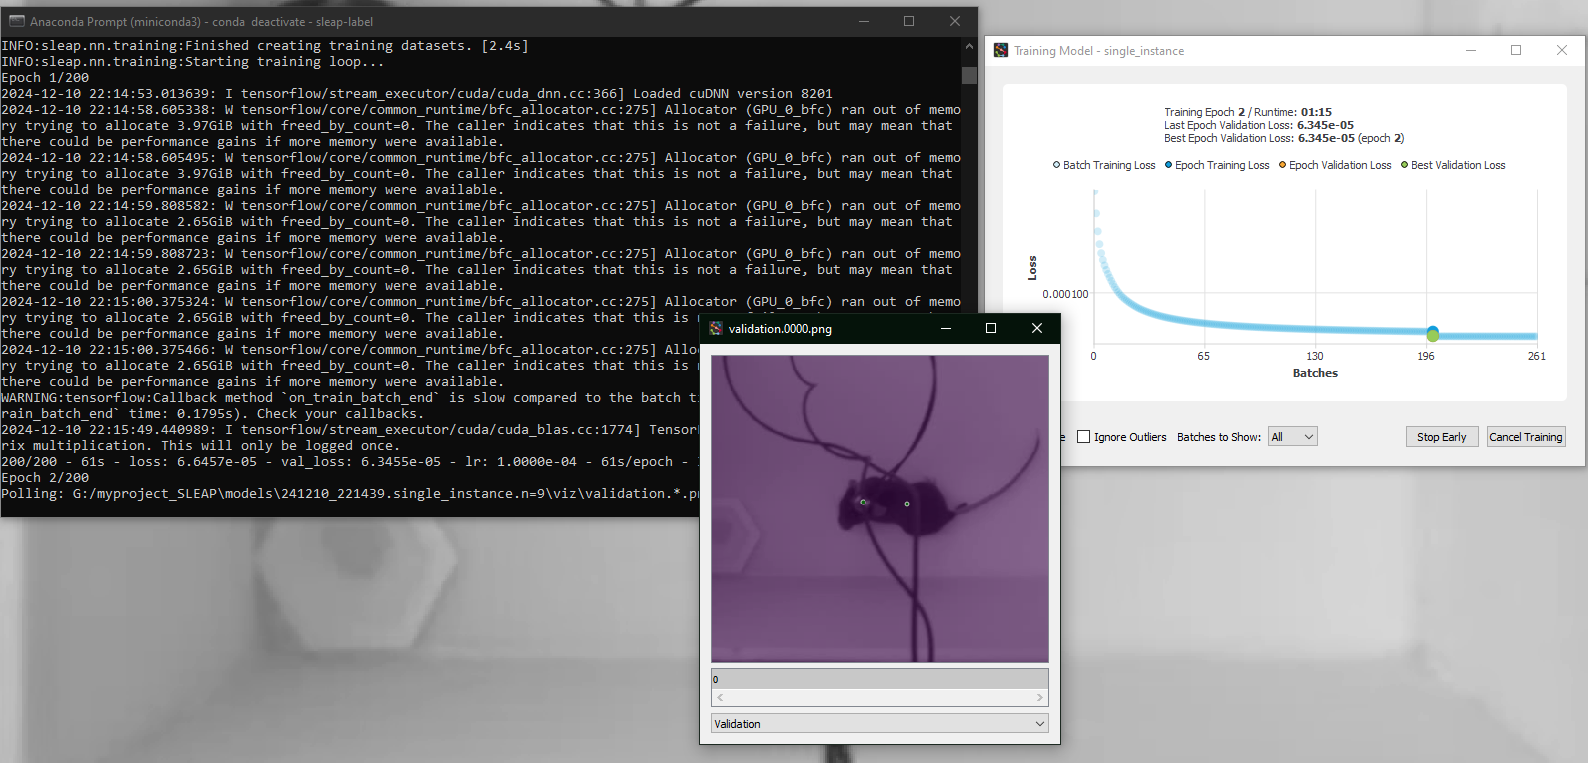 Anaconda Prompt (miniconda3) - conda deactivate - sleap-label
INFO:sleap.nn.training:Finished creating training datasets. [2.4s]
INFO:sleap.nn.training:Starting training loop...
Epoch 1/200
2024-12-10 22:14:53.013639: I tensorflow/stream_executor/cuda/cuda_dnn.cc:366] Loaded cuDNN version 8201
2024-12-10 22:14:58.605338: W tensorflow/core/common_runtime/bfc_allocator.cc:275] Allocator (GPU_0_bfc) ran out of memo
ry trying to allocate 3.97GiB with freed_by_count=0. The caller indicates that this is not a failure, but may mean that
there could be performance gains if more memory were available.
2024-12-10 22:14:58.605495: W tensorflow/core/common_runtime/bfc_allocator.cc:275] Allocator (GPU_0_bfc) ran out of memo
ry trying to allocate 3.97GiB with freed_by_count=0. The caller indicates that this is not a failure, but may mean that
there could be performance gains if more memory were available.
2024-12-10 22:14:59.808582: W tensorflow/core/common_runtime/bfc_allocator.cc:275] Allocator (GPU_0_bfc) ran out of memo
ry trying to allocate 2.65GiB with freed_by_count=0. The caller indicates that this is not a failure, but may mean that
there could be performance gains if more memory were available.
2024-12-10 22:14:59.808723: W tensorflow/core/common_runtime/bfc_allocator.cc:275] Allocator (GPU_0_bfc) ran out of memo
ry trying to allocate 2.65GiB with freed_by_count=0. The caller indicates that this is not a failure, but may mean that
there could be performance gains if more memory were available.
2024-12-10 22:15:00.375324: W tensorflow/core/common_runtime/bfc_allocator.cc:275] Allocator (GPU_0_bfc) ran out of memo
ry trying to allocate 2.65GiB with freed_by_count=0. The caller indicates that this is not
there could be performance gains if more memory were available.
2024-12-10 22:15:00.375466: W tensorflow/core/common_runtime/bfc_allocator.cc:275] Allo
ry trying to allocate 2.65GiB with freed_by_count=0. The caller indicates that this is
there could be performance gains if more memory were available.
WARNING:tensorflow:Callback method `on_train_batch_end` is slow compared to the batch t
rain_batch_end` time: 0.1795s). Check your callbacks.
2024-12-10 22:15:49.440989: I tensorflow/stream_executor/cuda/cuda_blas.cc:1774] Tensor
rix multiplication. This will only be logged once.
200/200 - 61s - loss: 6.6457e-05 - val_loss: 6.3455e-05 - lr: 1.0000e-04 - 61s/epoch -
Epoch 2/200
Polling: G:/myproject_SLEAP\models\241210_221439.single_instance.n=9\viz\validation.*.p
Training Model - single_instance
Training Epoch 2 / Runtime: 01:15
Last Epoch Validation Loss: 6.345e-05
Best Epoch Validation Loss: 6.345e-05 (epoch 2)
Batch Training Loss Epoch Training Loss Epoch Validation Loss Best Validation Loss
Loss
0.000100
0 65 130 196 261
Batches
Ignore Outliers Batches to Show: All Stop Early Cancel Training
validation.0000.png
0
Validation